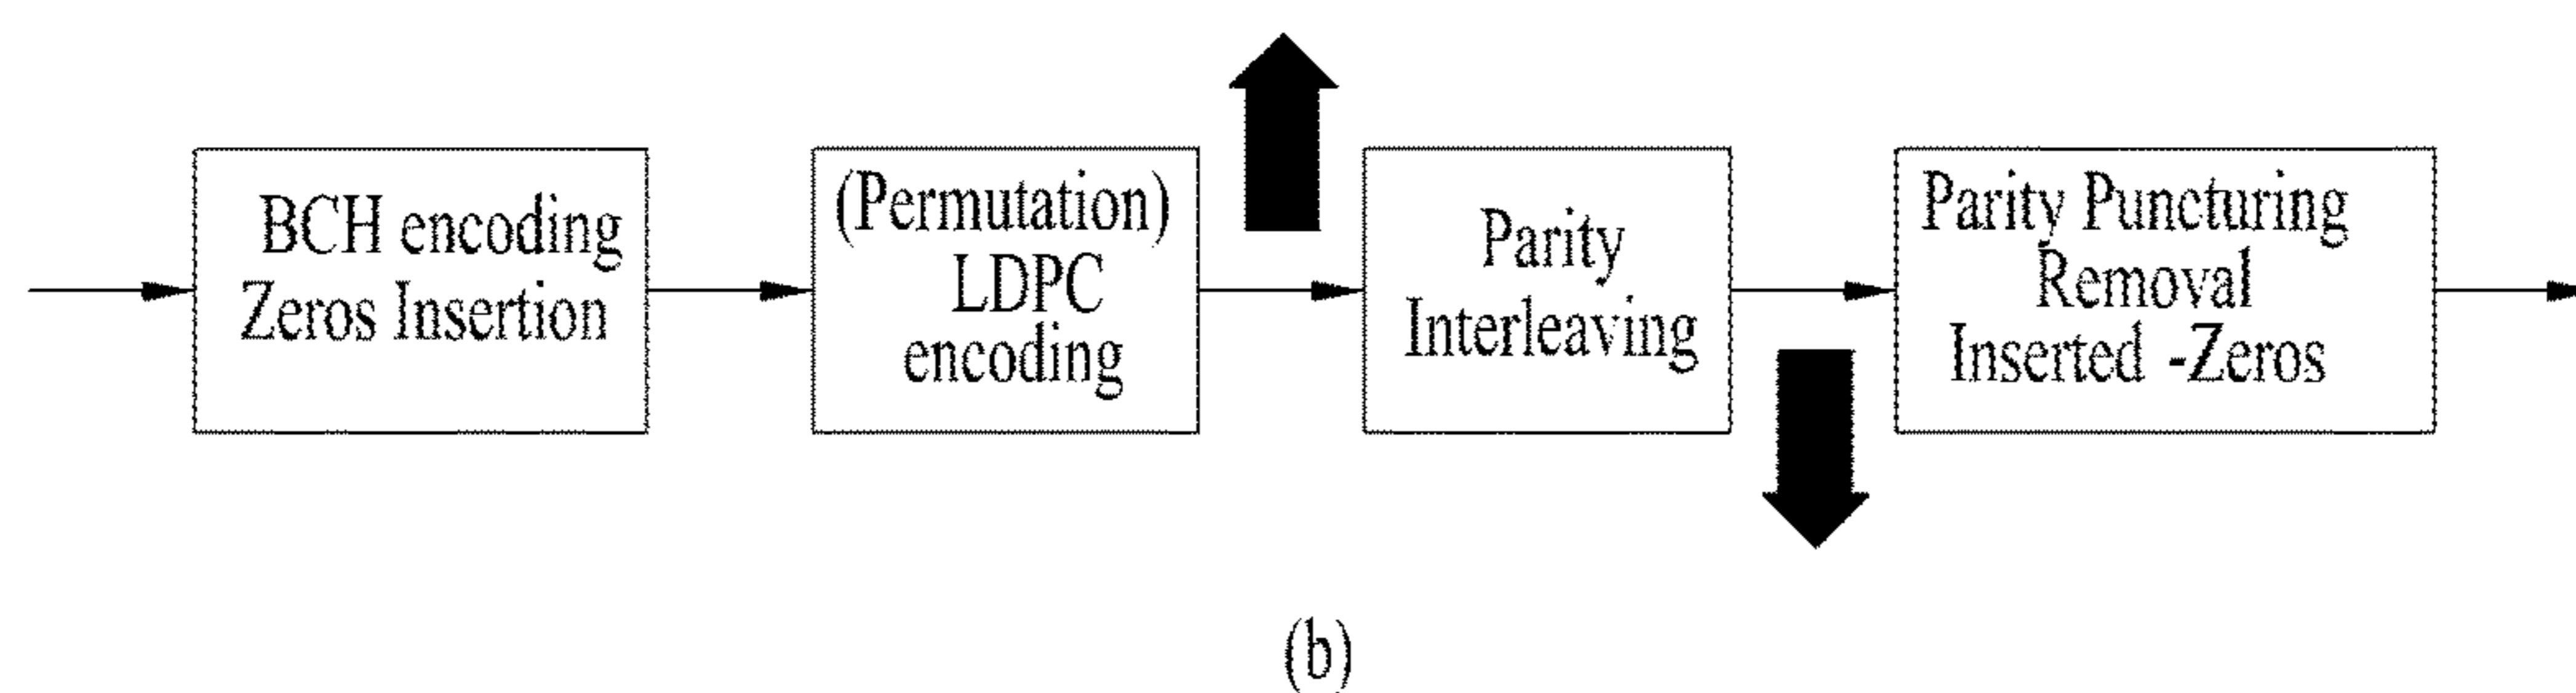 BCH encoding
Zeros Insertion
(Permutation)
LDPC
encoding
Parity
Interleaving
Parity Puncturing
Removal
Inserted -Zeros
(b)